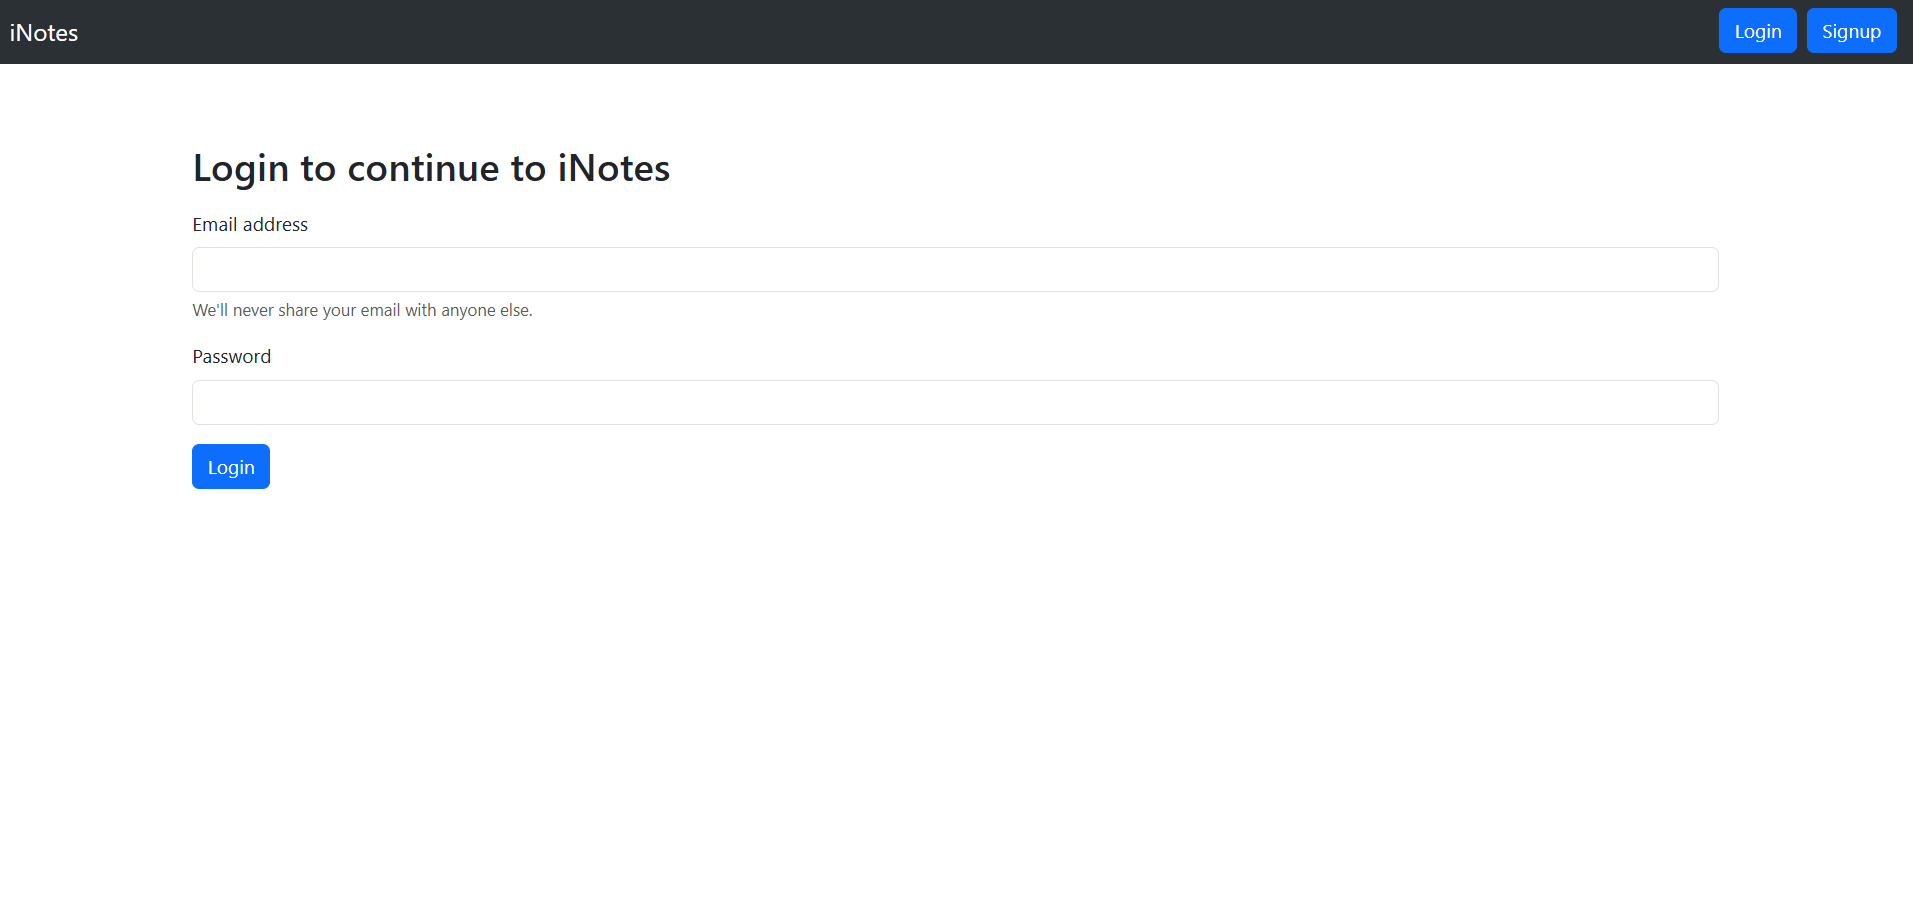 iNotes
Login Signup
Login to continue to iNotes
Email address
We'll never share your email with anyone else.
Password
Login